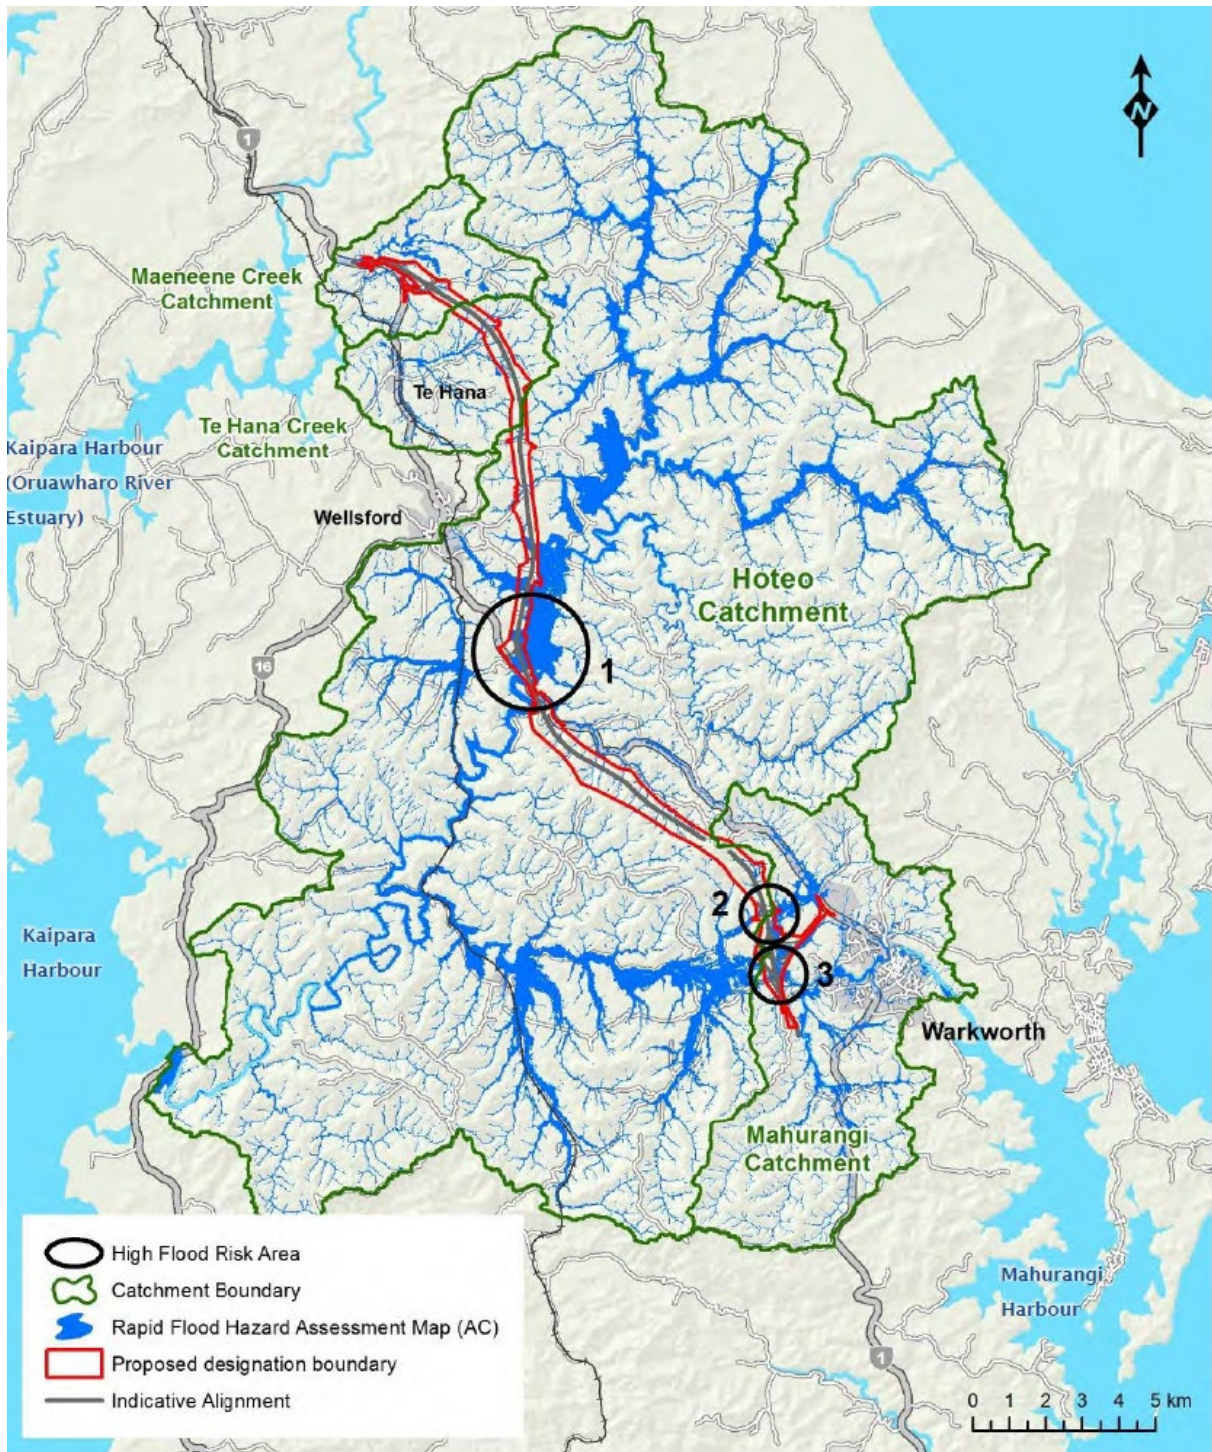 N
1
Maeneene Creek
Catchment
Te Hana
Te Hana Creek
Catchment
Kaipara Harbour
(Oruawharo River
Estuary)
Wellsford
Hoteo
Catchment
1
16
2
3
Kaipara
Harbour
Warkworth
Mahurangi
Catchment
Mahurangi
Harbour
High Flood Risk Area
Catchment Boundary
Rapid Flood Hazard Assessment Map (AC)
Proposed designation boundary
Indicative Alignment
1
0 1 2 3 4 5 km